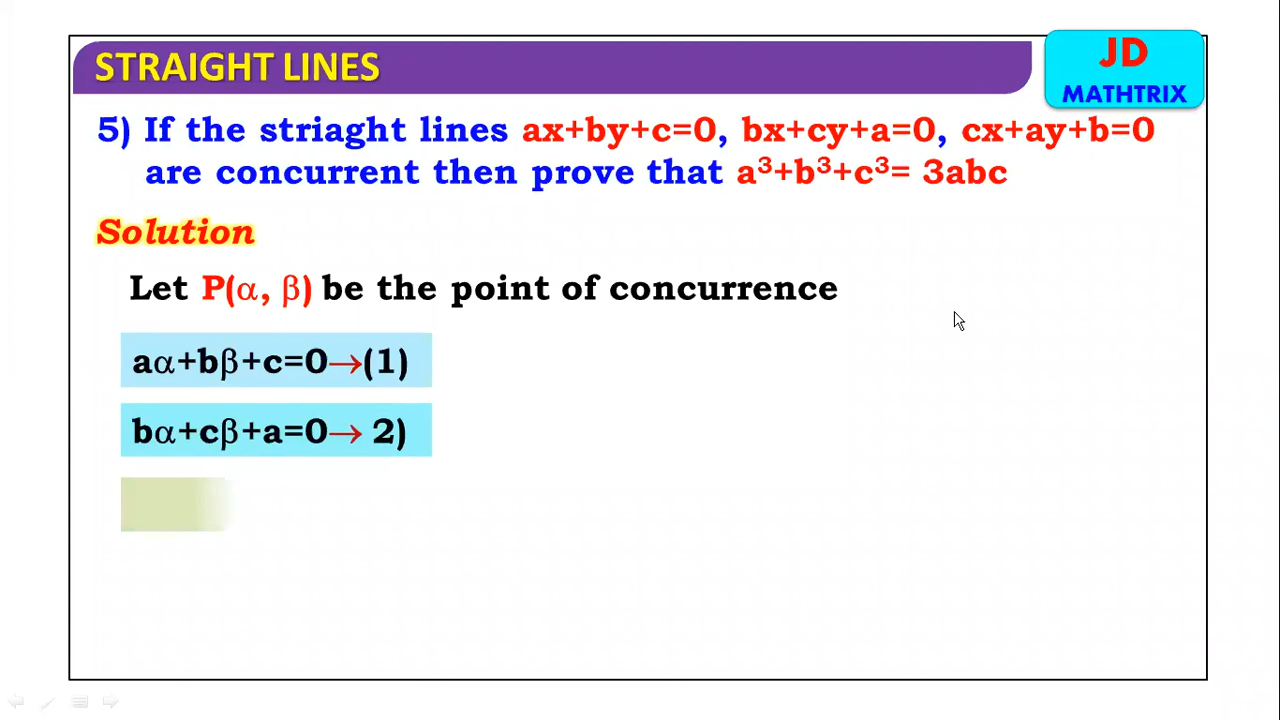 STRAIGHT LINES
JD
MATHTRIX
5) If the striaght lines ax+by+c=0, bx+cy+a=0, cx+ay+b=0
are concurrent then prove that a³+b³+c³= 3abc
Solution
Let P(α, β) be the point of concurrence
aα+bβ+c=0→(1)
bα+cβ+a=0→ 2)